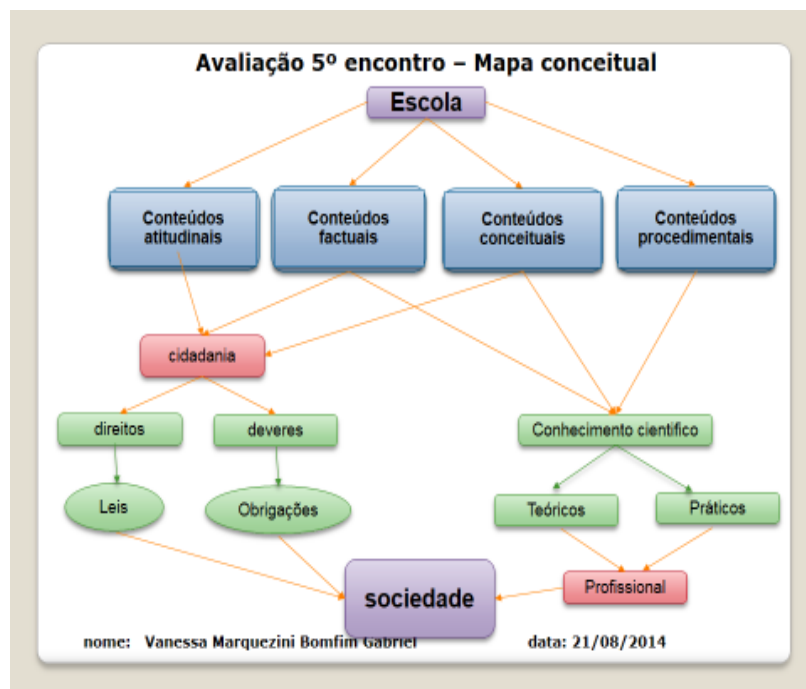 Avaliação 5º encontro – Mapa conceitual
Escola
Conteúdos
atitudinais
Conteúdos
factuais
Conteúdos
conceituais
Conteúdos
procedimentais
cidadania
direitos
deveres
Conhecimento cientifico
Leis
Obrigações
Teóricos
Práticos
Profissional
sociedade
nome: Vanessa Marquezini Bomfim Gabriel
data: 21/08/2014